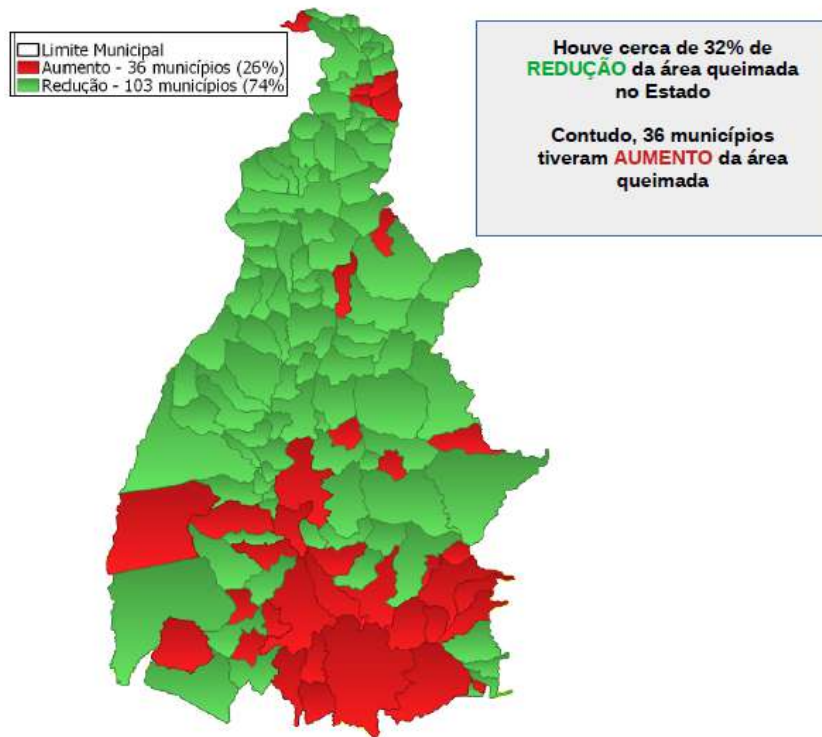 Limite Municipal
Aumento - 36 municípios (26%)
Redução - 103 municípios (74%
Houve cerca de 32% de
REDUÇÃO da área queimada
no Estado
Contudo, 36 municípios
tiveram AUMENTO da área
queimada